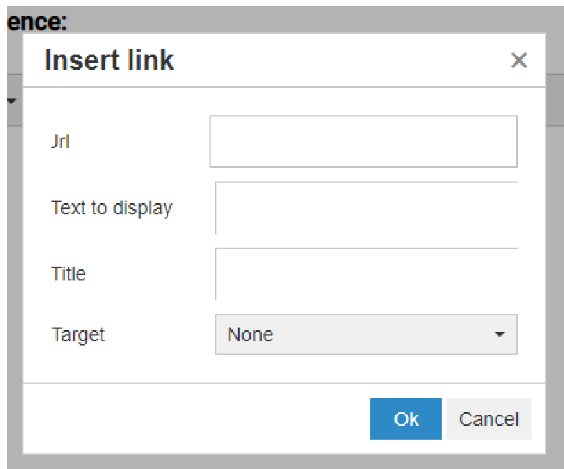 ence:
Insert link ×
Jrl
Text to display
Title
Target None
Ok Cancel